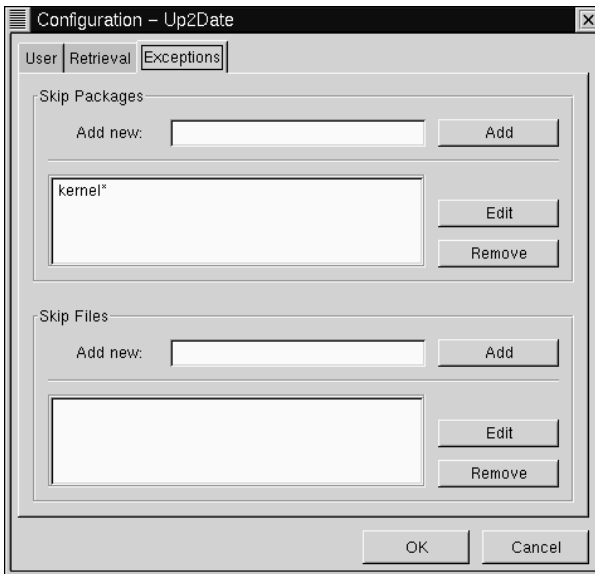 Configuration – Up2Date
User Retrieval Exceptions
Skip Packages
Add new: Add
kernel*
Edit
Remove
Skip Files
Add new: Add
Edit
Remove
OK Cancel